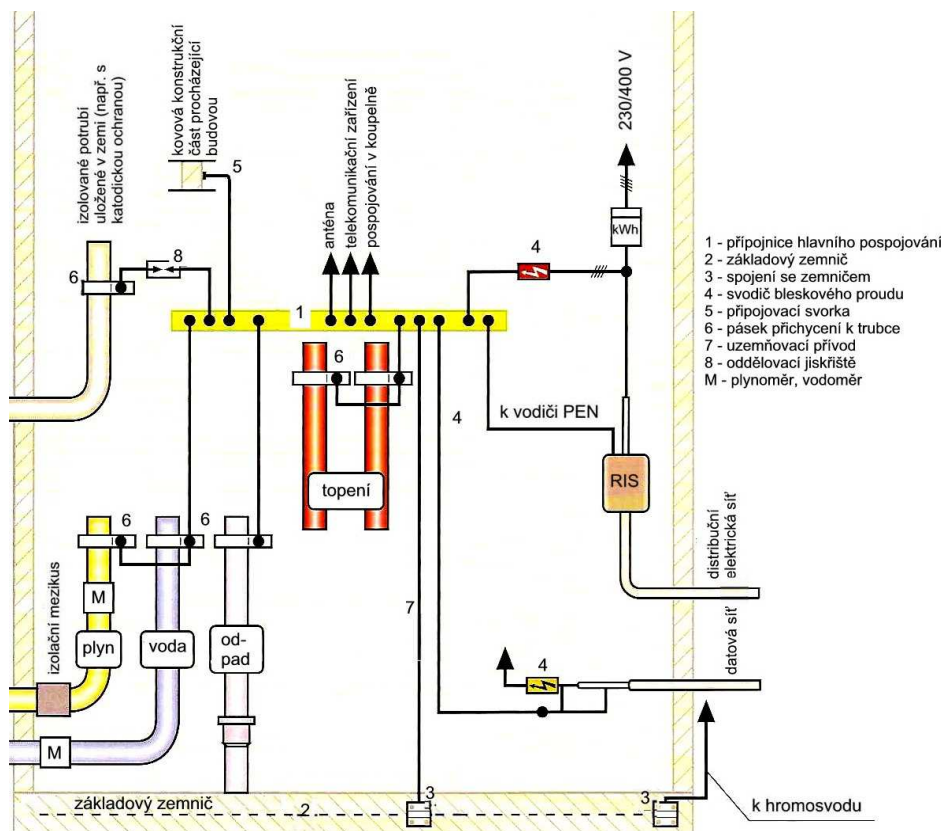 izolované potrubí
uložené v zemi (např. s
katodickou ochranou)
kovová konstrukční
část procházející
budovou
5
anténa
telekomunikační zařízení
pospojování v koupelně
230/400 V
kWh
6
8
4
1
1 - přípojnice hlavního pospojování
2 - základový zemnič
3 - spojení se zemničem
4 - svodič bleskového proudu
5 - připojovací svorka
6 - pásek přichycení k trubce
7 - uzemňovací přívod
8 - oddělovací jiskřiště
M - plynoměr, vodoměr
6
4
k vodiči PEN
RIS
topení
distribuční
elektrická síť
6
6
izolační mezikus
M
plyn
voda
od-
pad
7
datová síť
4
M
základový zemnič
2
3
3
k hromosvodu